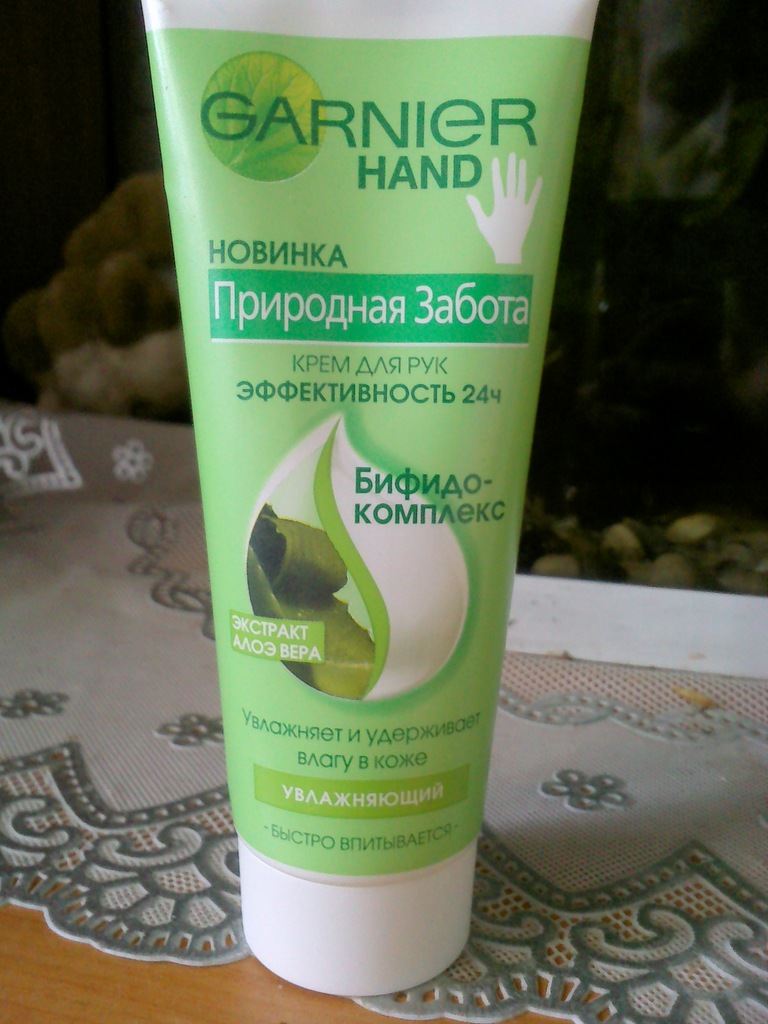 GARNIER
HAND
НОВИНКА
Природная Забота
КРЕМ ДЛЯ РУК
ЭФФЕКТИВНОСТЬ 24ч
Бифидо-
КОМПЛЕКС
ЭКСТРАКТ
АЛОЭ ВЕРА
Увлажняет и удерживает
влагу в коже
УВЛАЖНЯЮЩИЙ
- БЫСТРО ВПИТЫВАЕТСЯ -